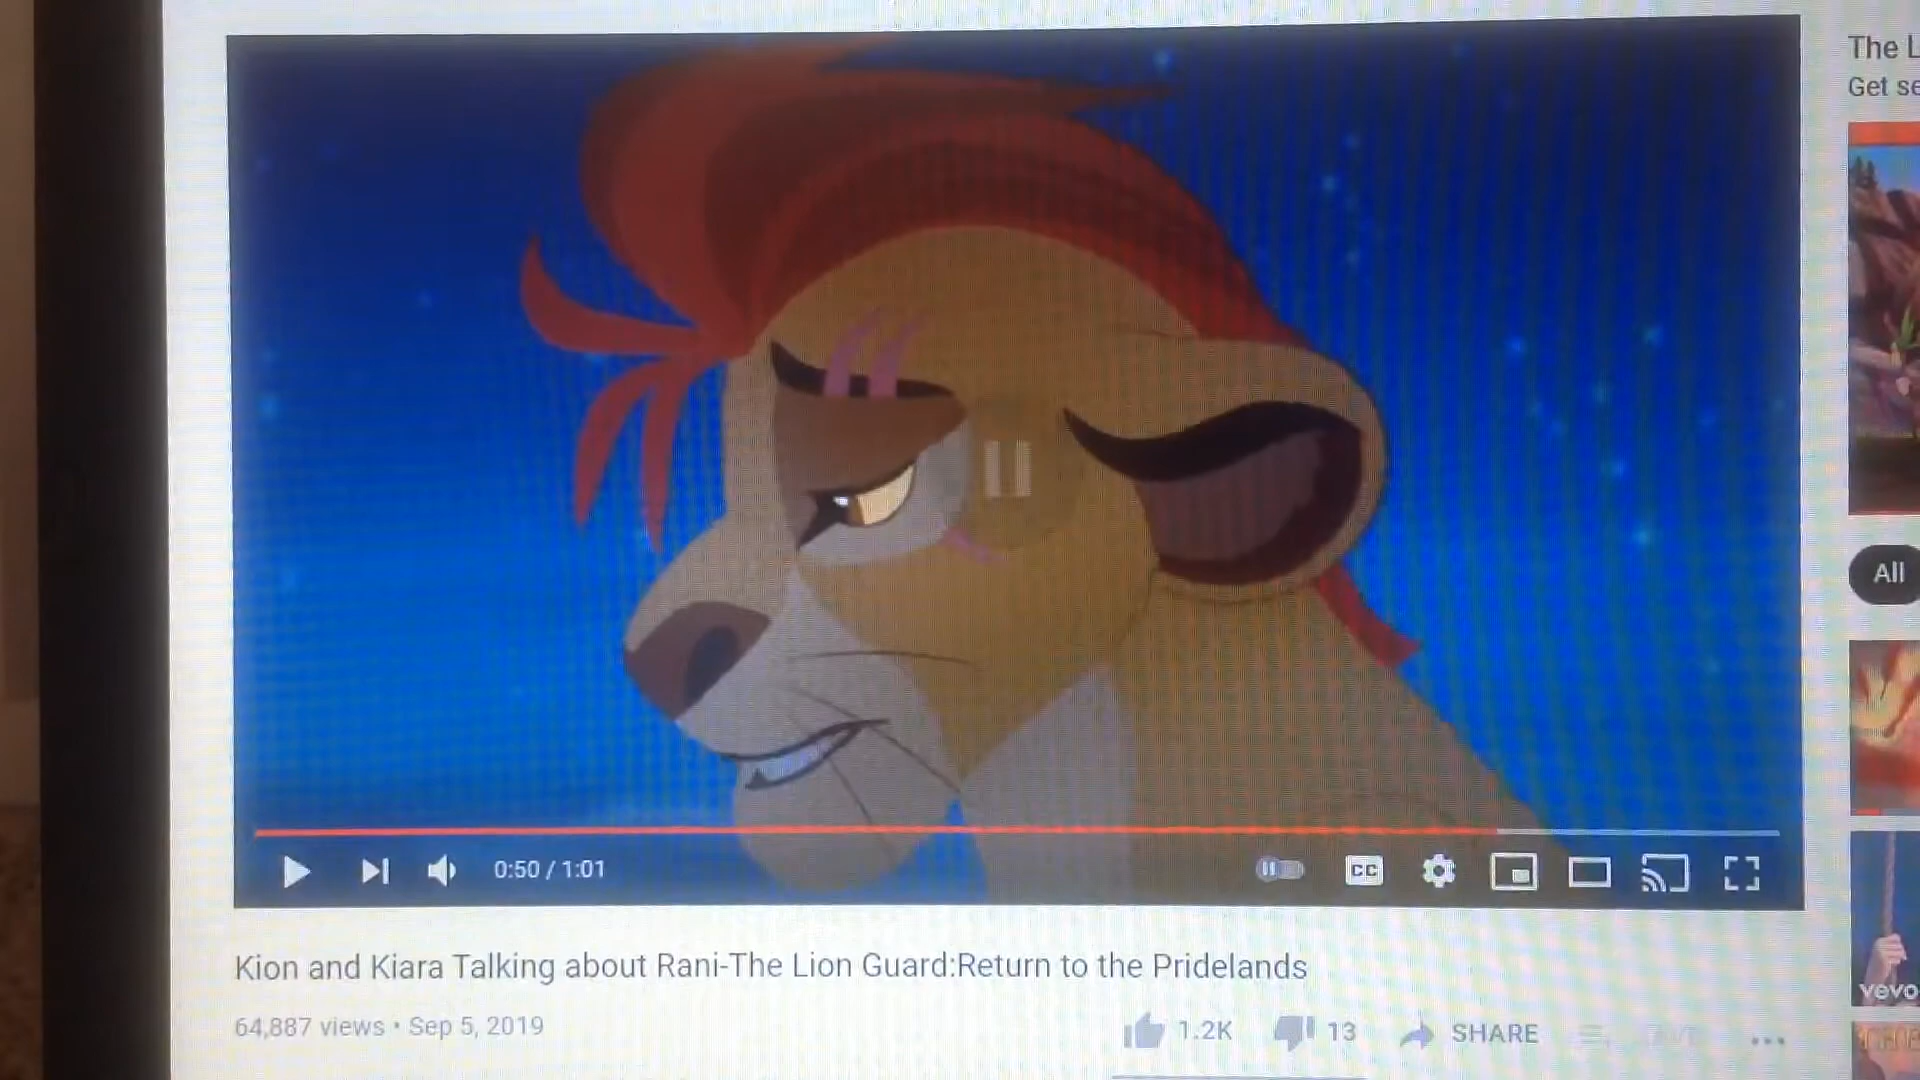 The L
Get se
All
0:50 / 1:01
CC
Kion and Kiara Talking about Rani-The Lion Guard:Return to the Pridelands
64,887 views • Sep 5, 2019
1.2K
13
SHARE
vevo